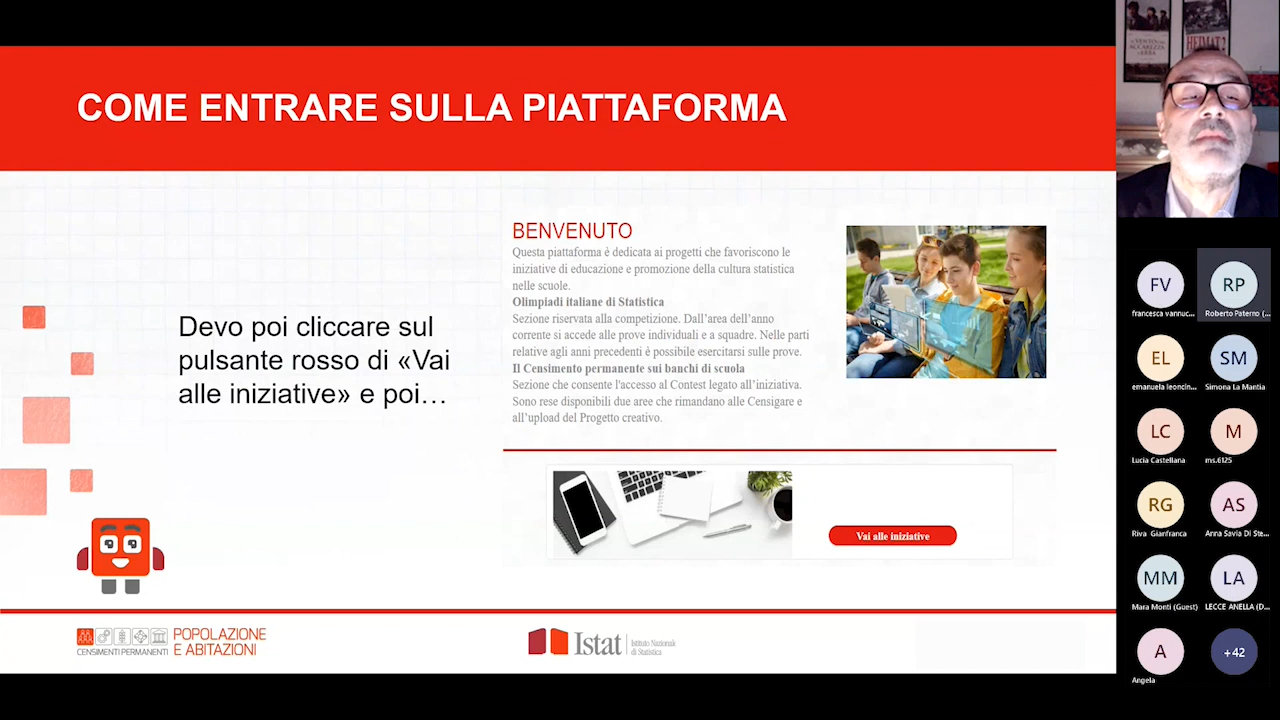 COME ENTRARE SULLA PIATTAFORMA
Devo poi cliccare sul
pulsante rosso di «Vai
alle iniziative» e poi…
BENVENUTO
Questa piattaforma è dedicata ai progetti che favoriscono le
iniziative di educazione e promozione della cultura statistica
nelle scuole.
Olimpiadi italiane di Statistica
Sezione riservata alla competizione. Dall’area dell’anno
corrente si accede alle prove individuali e a squadre. Nelle parti
relative agli anni precedenti è possibile esercitarsi sulle prove.
Il Censimento permanente sui banchi di scuola
Sezione che consente l'accesso al Contest legato all’iniziativa.
Sono rese disponibili due aree che rimandano alle Censigare e
all’upload del Progetto creativo.
Vai alle iniziative
CENSIMENTI PERMANENTI
POPOLAZIONE
E ABITAZIONI
Istat
Istituto Nazionale
di Statistica
HEIMAT 2
FV
francesca vannuc...
RP
Roberto Paterno (...
EL
emanuela leoncin...
SM
Simona La Mantia
LC
Lucia Castellana
M
ms.6125
RG
Riva Gianfranca
AS
Anna Savia Di Ste...
MM
Mara Monti (Guest)
LA
LECCE ANELLA (D...
A
Angela
+42